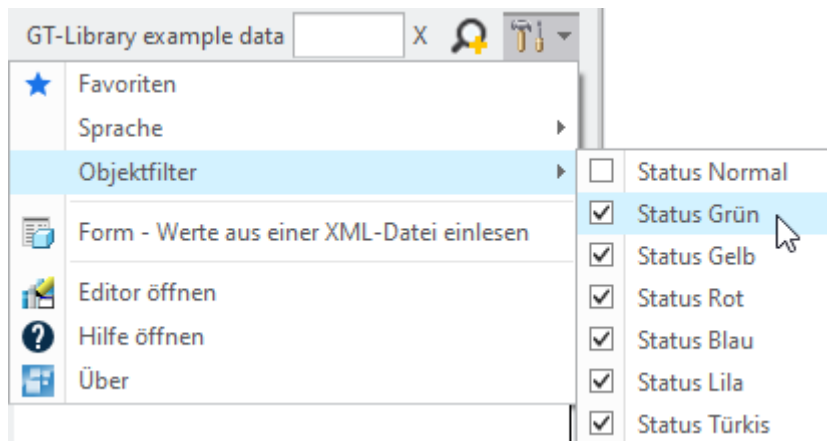 GT-Library example data X
Favoriten
Sprache
Objektfilter
Form - Werte aus einer XML-Datei einlesen
Editor öffnen
Hilfe öffnen
Über
Status Normal
Status Grün
Status Gelb
Status Rot
Status Blau
Status Lila
Status Türkis